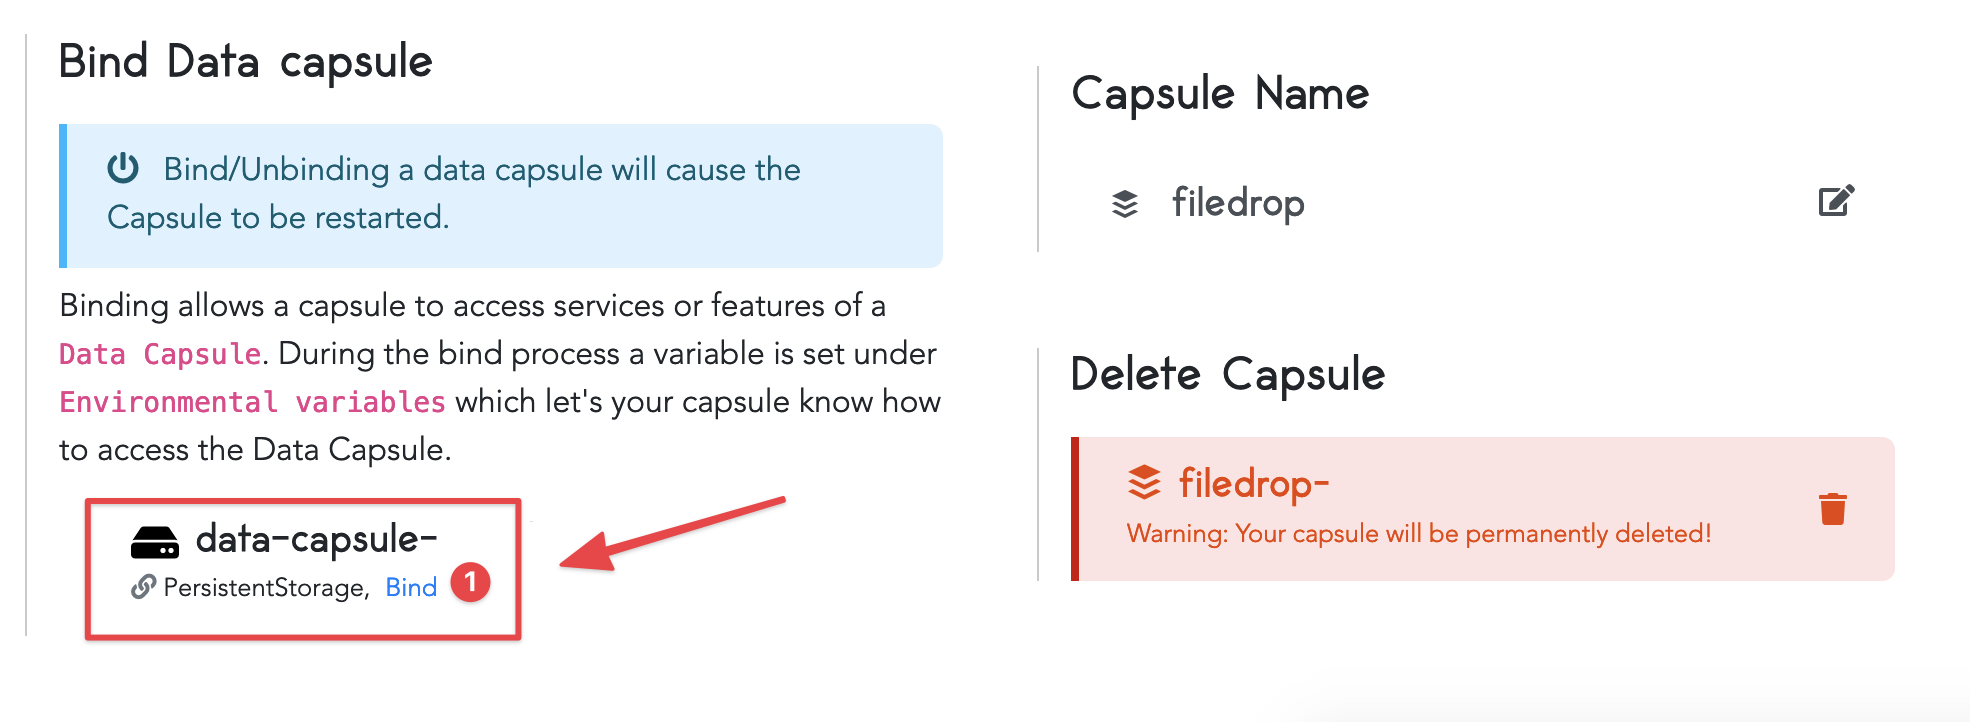 Bind Data capsule
Bind/Unbinding a data capsule will cause the
Capsule to be restarted.
Binding allows a capsule to access services or features of a
Data Capsule. During the bind process a variable is set under
Environmental variables which let's your capsule know how
to access the Data Capsule.
data-capsule-
PersistentStorage, Bind 1
Capsule Name
filedrop
Delete Capsule
filedrop-
Warning: Your capsule will be permanently deleted!